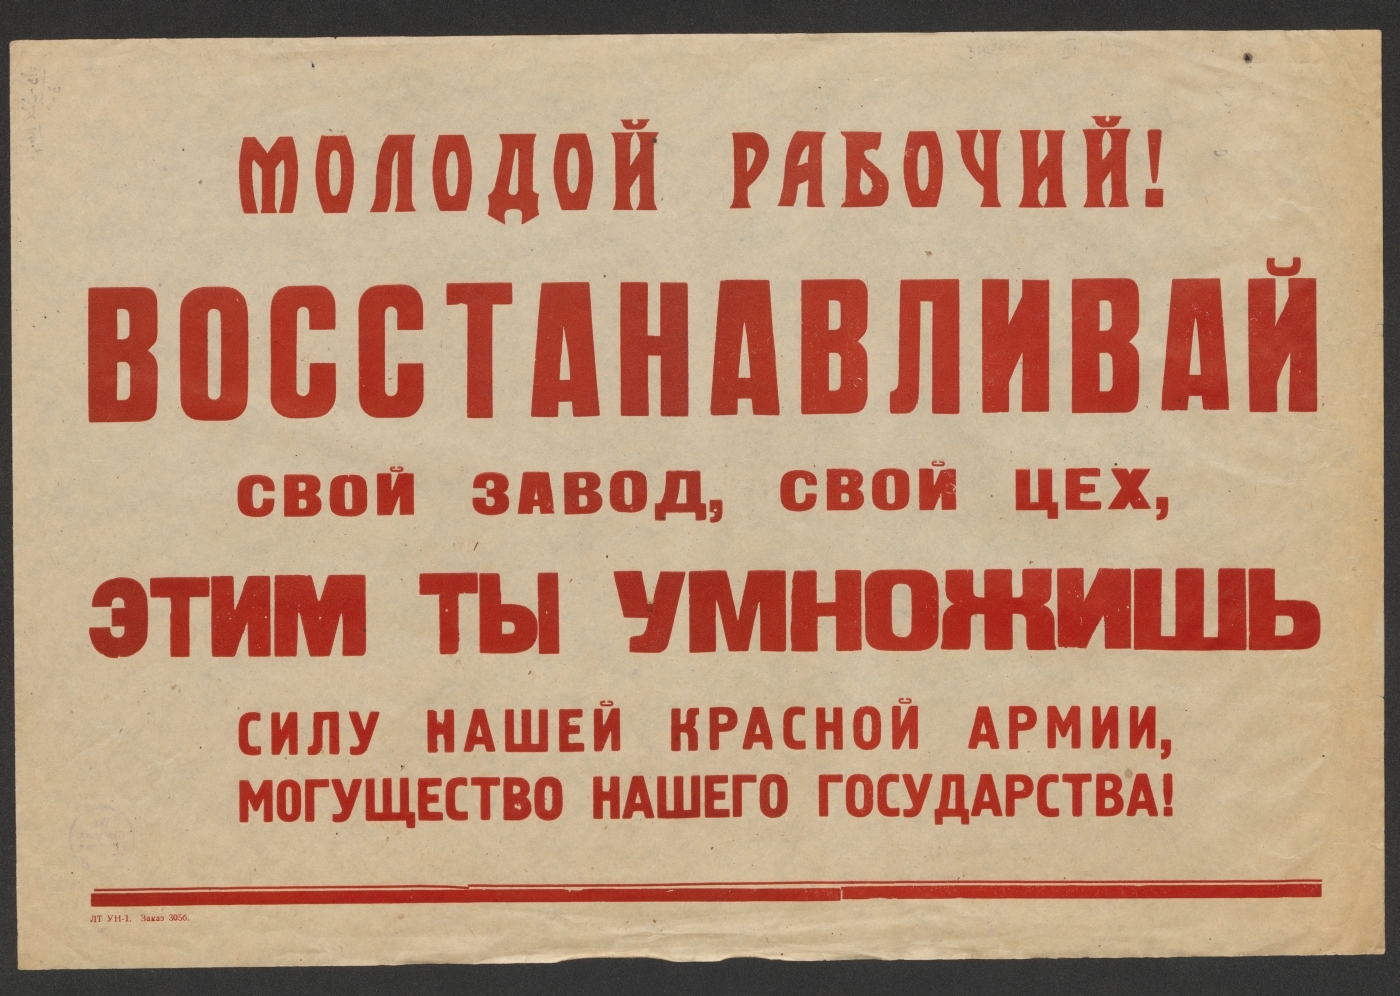 МОЛОДОЙ РАБОЧИЙ!
ВОССТАНАВЛИВАЙ
СВОЙ ЗАВОД, СВОЙ ЦЕХ,
ЭТИМ ТЫ УМНОЖИШЬ
СИЛУ НАШЕЙ КРАСНОЙ АРМИИ,
МОГУЩЕСТВО НАШЕГО ГОСУДАРСТВА!
ЛТ УН-1. Заказ 3056.